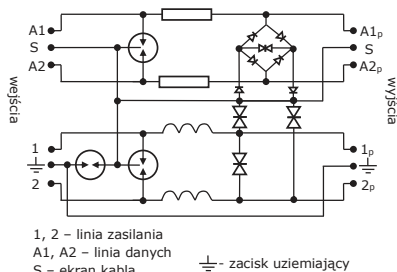 A1
S
A2
wejścia
1
2
A1p
S
A2p
wyjścia
1p
2p
1, 2 – linia zasilania
A1, A2 – linia danych
S – ekran kabla
- zacisk uziemiający